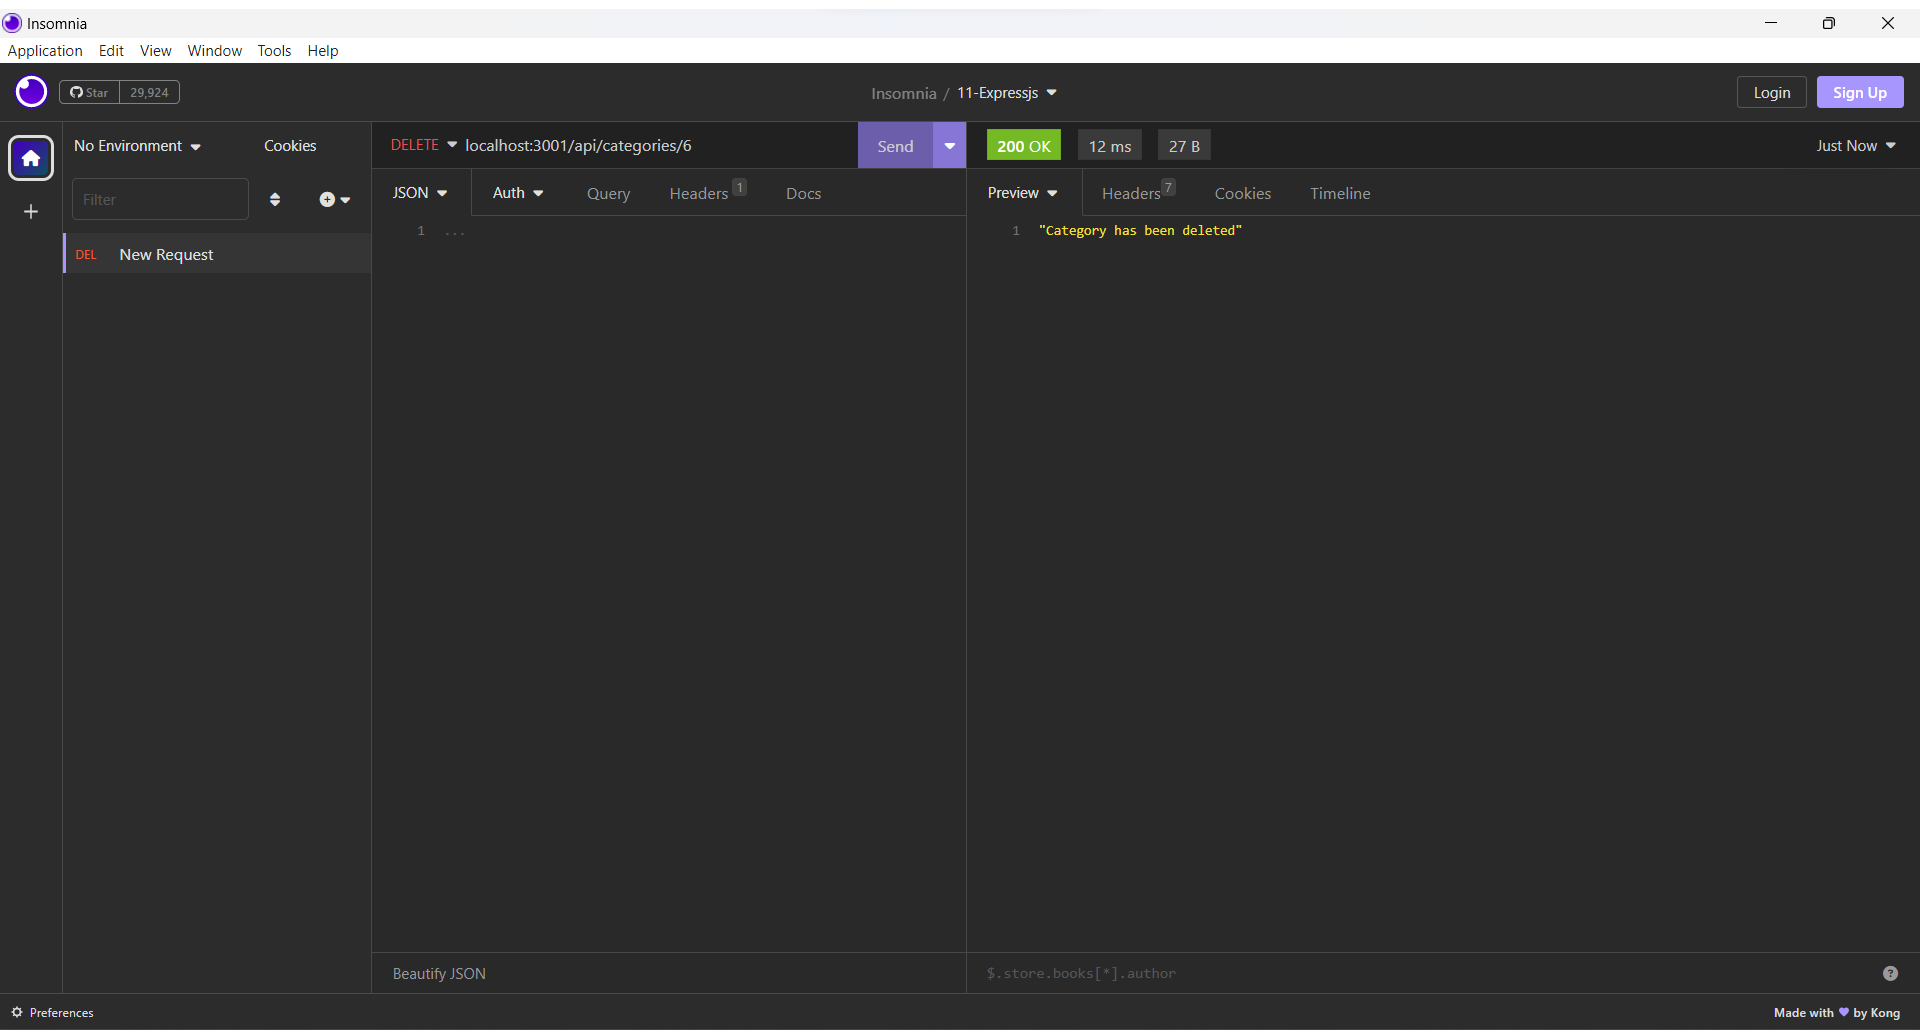 Insomnia
Application Edit View Window Tools Help
Star 29,924
Insomnia / 11-Expressjs
Login Sign Up
No Environment Cookies
DELETE localhost:3001/api/categories/6 Send
200 OK 12 ms 27 B Just Now
Filter
JSON Auth Query Headers 1 Docs
Preview Headers 7 Cookies Timeline
1 ...
1 "Category has been deleted"
DEL New Request
Beautify JSON
$.store.books[*].author ?
Preferences
Made with 💜 by Kong